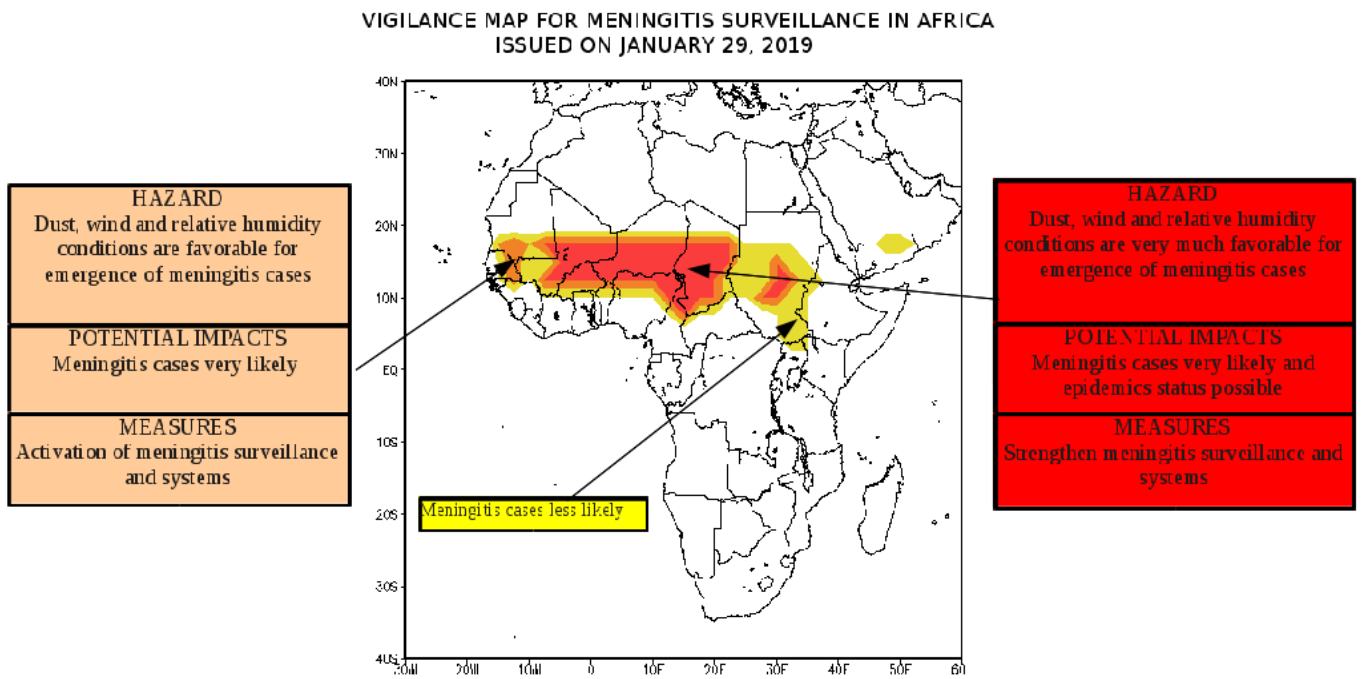 VIGILANCE MAP FOR MENINGITIS SURVEILLANCE IN AFRICA
ISSUED ON JANUARY 29, 2019
HAZARD
Dust, wind and relative humidity
conditions are favorable for
emergence of meningitis cases
POTENTIAL IMPACTS
Meningitis cases very likely
MEASURES
Activation of meningitis surveillance
and systems
40N
30N
20N
10N
EQ
10S
20S
30S
40S
30W
20W
10W
0
10E
20E
30E
40E
50E
60
Meningitis cases less likely
HAZARD
Dust, wind and relative humidity
conditions are very much favorable for
emergence of meningitis cases
POTENTIAL IMPACTS
Meningitis cases very likely and
epidemics status possible
MEASURES
Strengthen meningitis surveillance and
systems